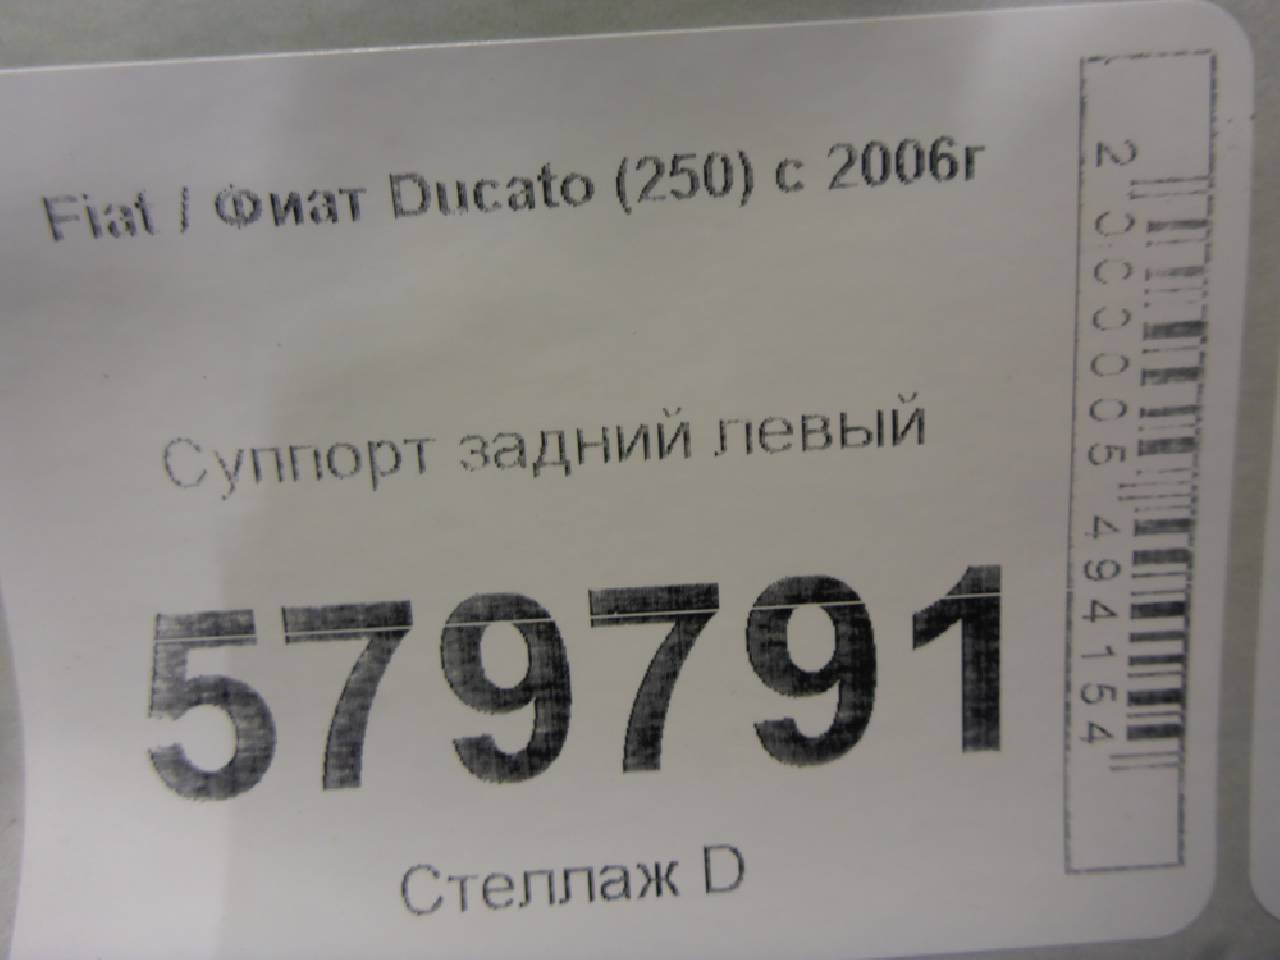 Fiat / Фиат Ducato (250) с 2006г
Суппорт задний левый
579791
Стеллаж D
2000005494154